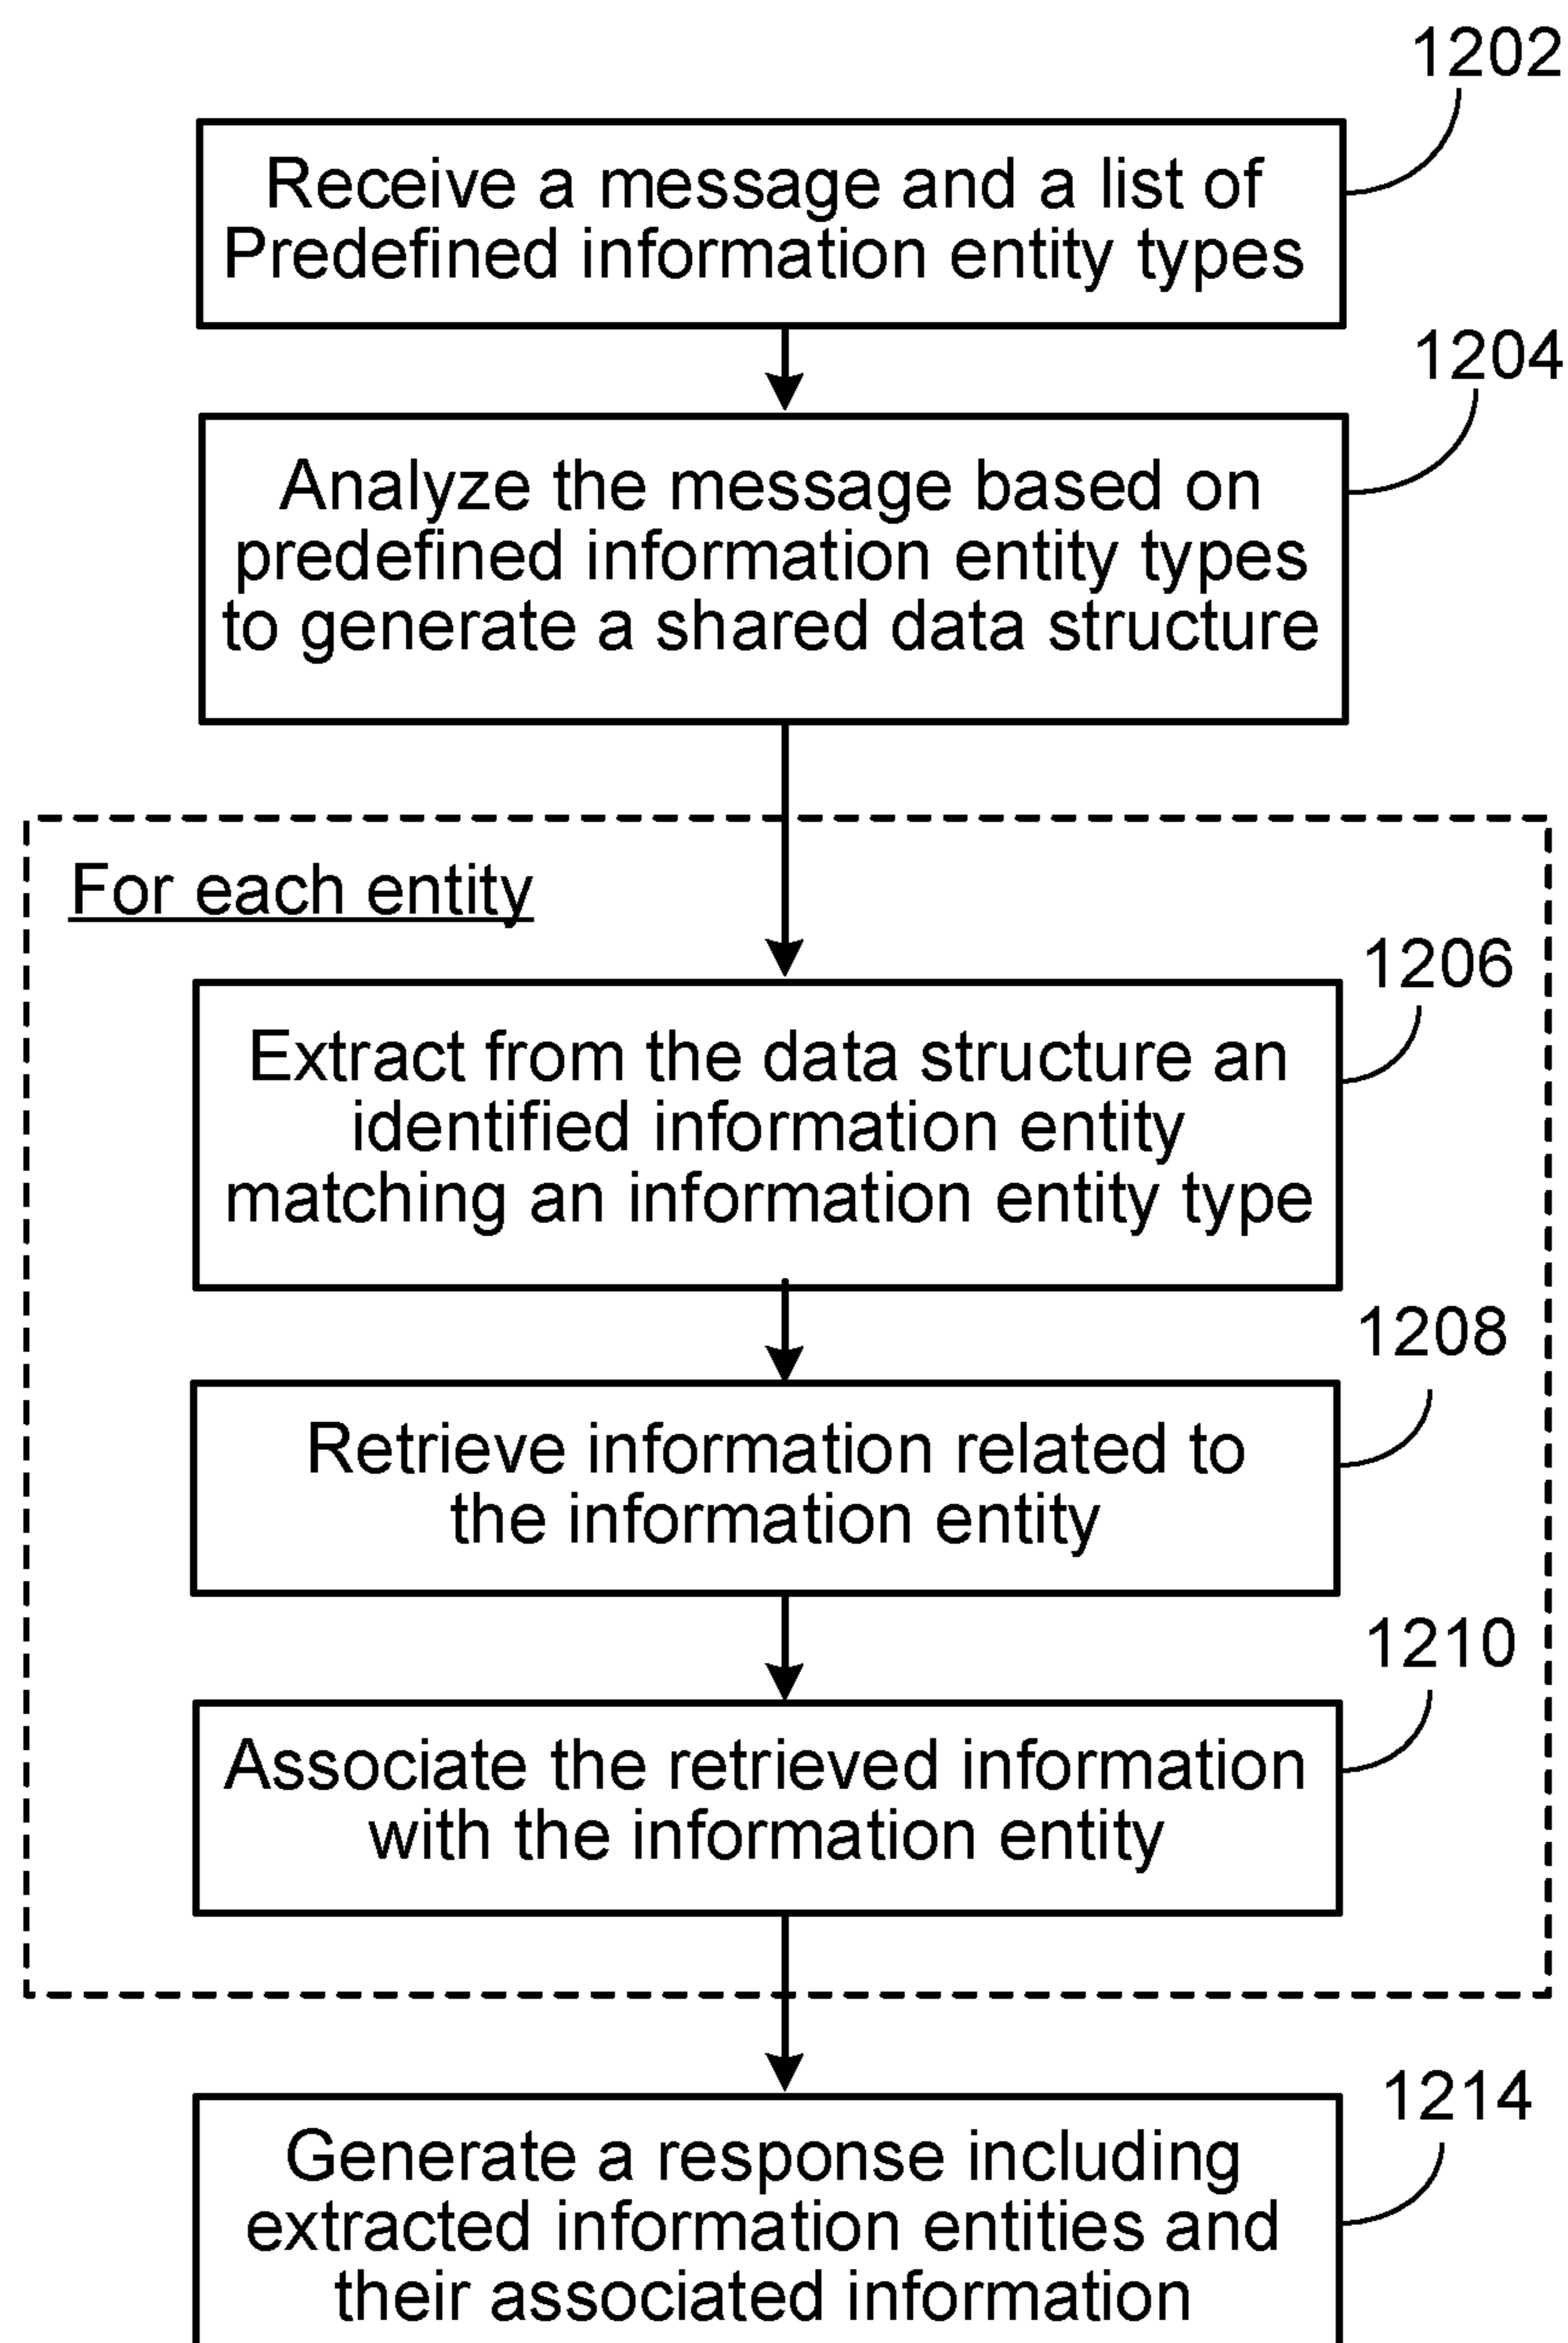 1202
Receive a message and a list of
Predefined information entity types
1204
Analyze the message based on
predefined information entity types
to generate a shared data structure
For each entity
1206
Extract from the data structure an
identified information entity
matching an information entity type
1208
Retrieve information related to
the information entity
1210
Associate the retrieved information
with the information entity
1214
Generate a response including
extracted information entities and
their associated information